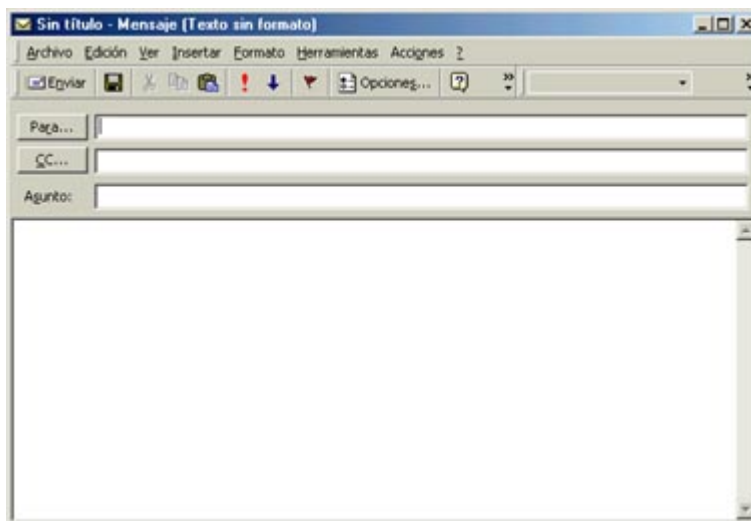 Sin título - Mensaje (Texto sin formato)
Archivo Edición Ver Insertar Formato Herramientas Acciones ?
Enviar Opciones...
Para...
CC...
Asunto: